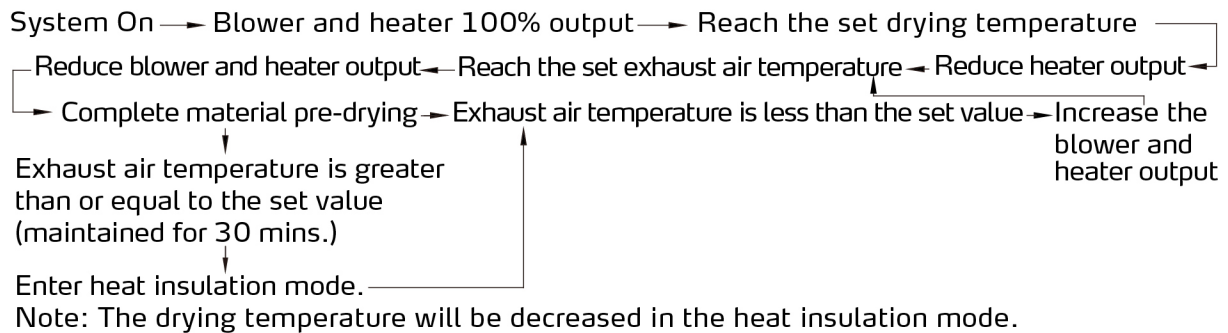 System On Blower and heater 100% output Reach the set drying temperature
Reduce blower and heater output Reach the set exhaust air temperature Reduce heater output
Complete material pre-drying Exhaust air temperature is less than the set value Increase the
blower and
heater output
Exhaust air temperature is greater
than or equal to the set value
(maintained for 30 mins.)
Enter heat insulation mode.
Note: The drying temperature will be decreased in the heat insulation mode.